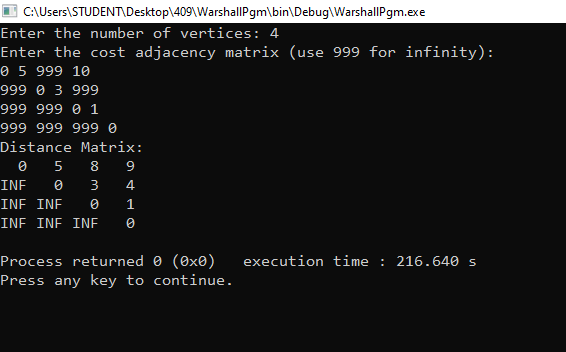 C:\Users\STUDENT\Desktop\409\WarshallPgm\bin\Debug\WarshallPgm.exe
Enter the number of vertices: 4
Enter the cost adjacency matrix (use 999 for infinity):
0 5 999 10
999 0 3 999
999 999 0 1
999 999 999 0
Distance Matrix:
  0   5   8   9
INF   0   3   4
INF INF   0   1
INF INF INF   0
Process returned 0 (0x0)   execution time : 216.640 s
Press any key to continue.